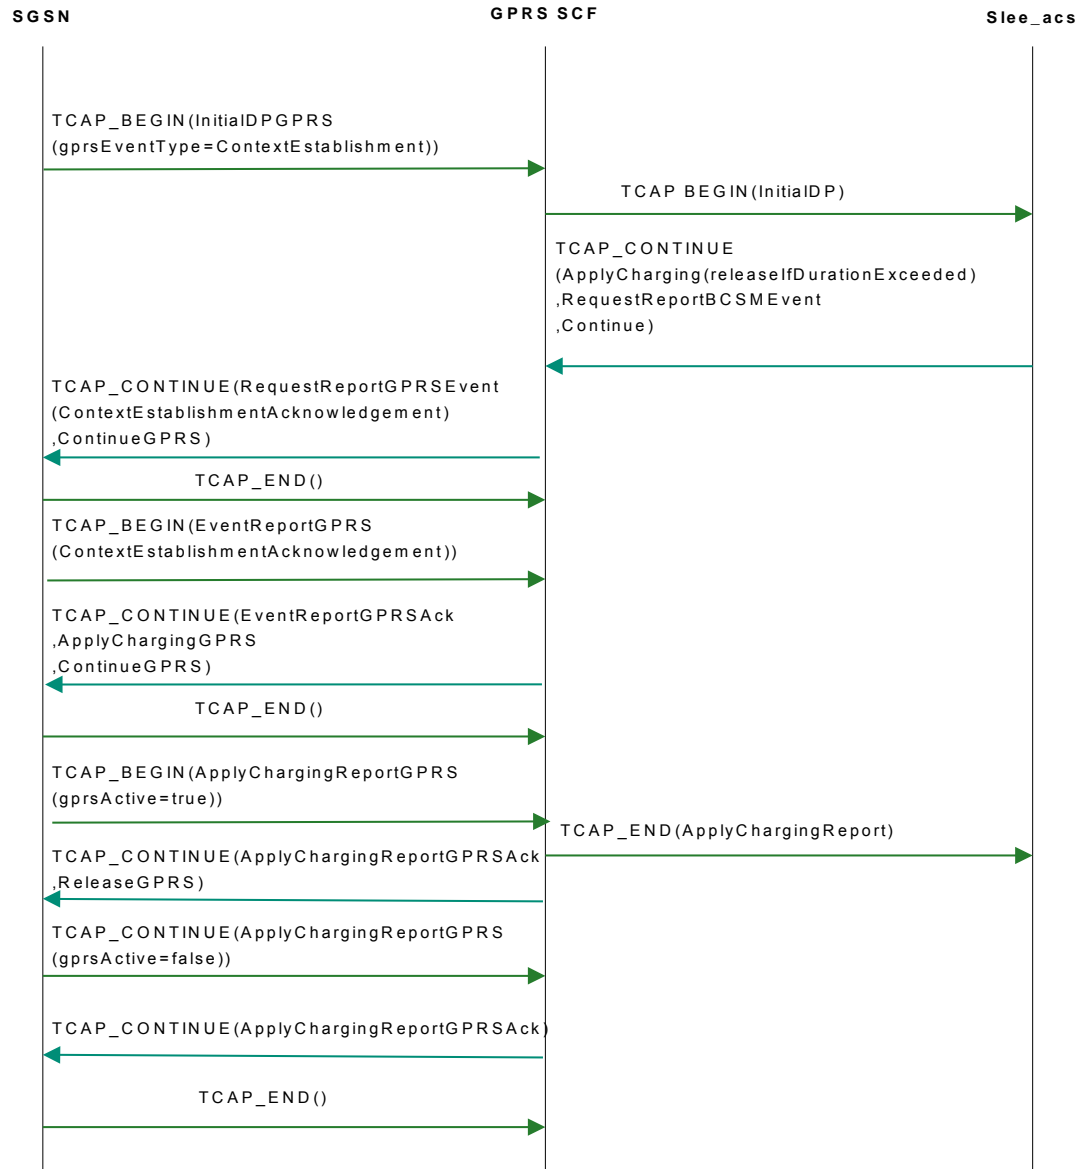 SGSN
GPRS SCF
Slee_acs
TCAP_BEGIN(InitialDPGPRS
(gprsEventType=ContextEstablishment))
TCAP BEGIN(InitialDP)
TCAP_CONTINUE
(ApplyCharging(releaseIfDurationExceeded)
,RequestReportBCSMEvent
,Continue)
TCAP_CONTINUE(RequestReportGPRSEvent
(ContextEstablishmentAcknowledgement)
,ContinueGPRS)
TCAP_END()
TCAP_BEGIN(EventReportGPRS
(ContextEstablishmentAcknowledgement))
TCAP_CONTINUE(EventReportGPRSAck
,ApplyChargingGPRS
,ContinueGPRS)
TCAP_END()
TCAP_BEGIN(ApplyChargingReportGPRS
(gprsActive=true))
TCAP_END(ApplyChargingReport)
TCAP_CONTINUE(ApplyChargingReportGPRSAck
,ReleaseGPRS)
TCAP_CONTINUE(ApplyChargingReportGPRS
(gprsActive=false))
TCAP_CONTINUE(ApplyChargingReportGPRSAck)
TCAP_END()